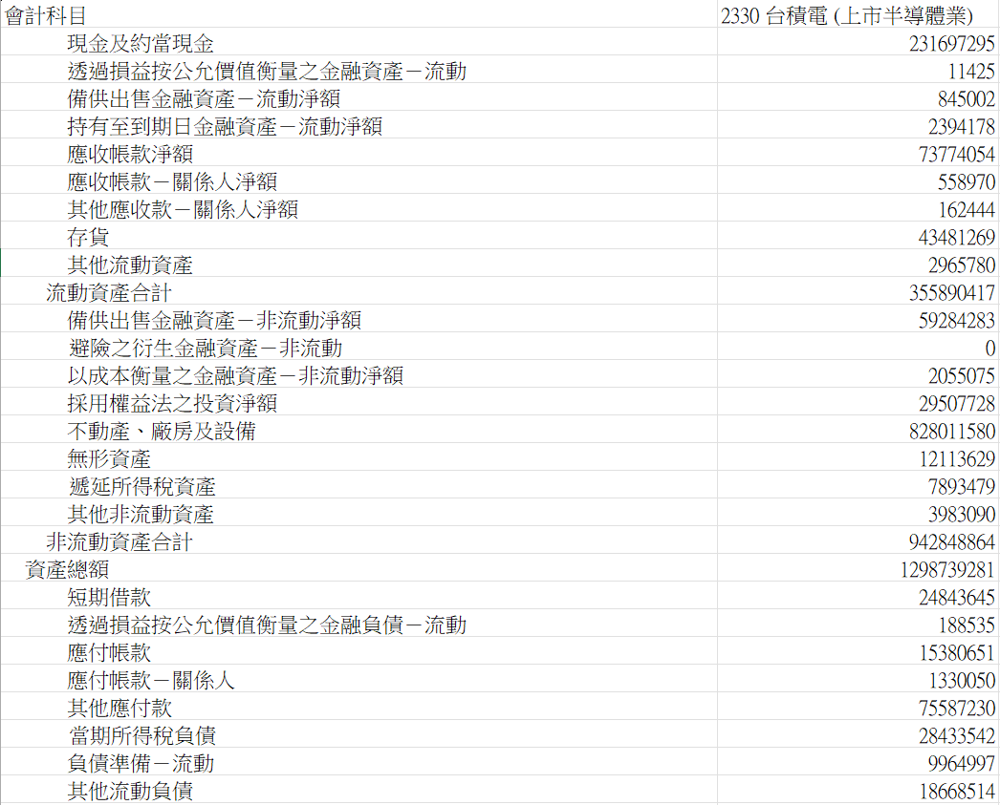 會計科目 2330 台積電 (上市半導體業)
現金及約當現金 231697295
透過損益按公允價值衡量之金融資產－流動 11425
備供出售金融資產－流動淨額 845002
持有至到期日金融資產－流動淨額 2394178
應收帳款淨額 73774054
應收帳款－關係人淨額 558970
其他應收款－關係人淨額 162444
存貨 43481269
其他流動資產 2965780
流動資產合計 355890417
備供出售金融資產－非流動淨額 59284283
避險之衍生金融資產－非流動 0
以成本衡量之金融資產－非流動淨額 2055075
採用權益法之投資淨額 29507728
不動產、廠房及設備 828011580
無形資產 12113629
遞延所得稅資產 7893479
其他非流動資產 3983090
非流動資產合計 942848864
資產總額 1298739281
短期借款 24843645
透過損益按公允價值衡量之金融負債－流動 188535
應付帳款 15380651
應付帳款－關係人 1330050
其他應付款 75587230
當期所得稅負債 28433542
負債準備－流動 9964997
其他流動負債 18668514